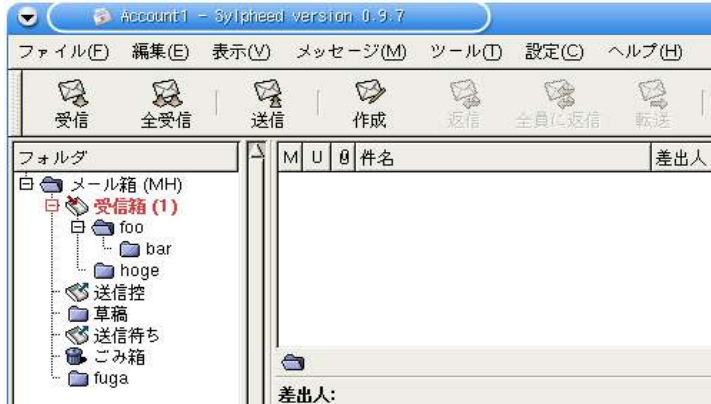 Account1 - Sylpheed version 0.9.7
ファイル(F) 編集(E) 表示(V) メッセージ(M) ツール(T) 設定(C) ヘルプ(H)
受信 全受信 送信 作成 返信 全員に返信 転送
フォルダ M U 件名 差出人
メール箱 (MH)
受信箱 (1)
foo
bar
hoge
送信控
草稿
送信待ち
ごみ箱
fuga
差出人: